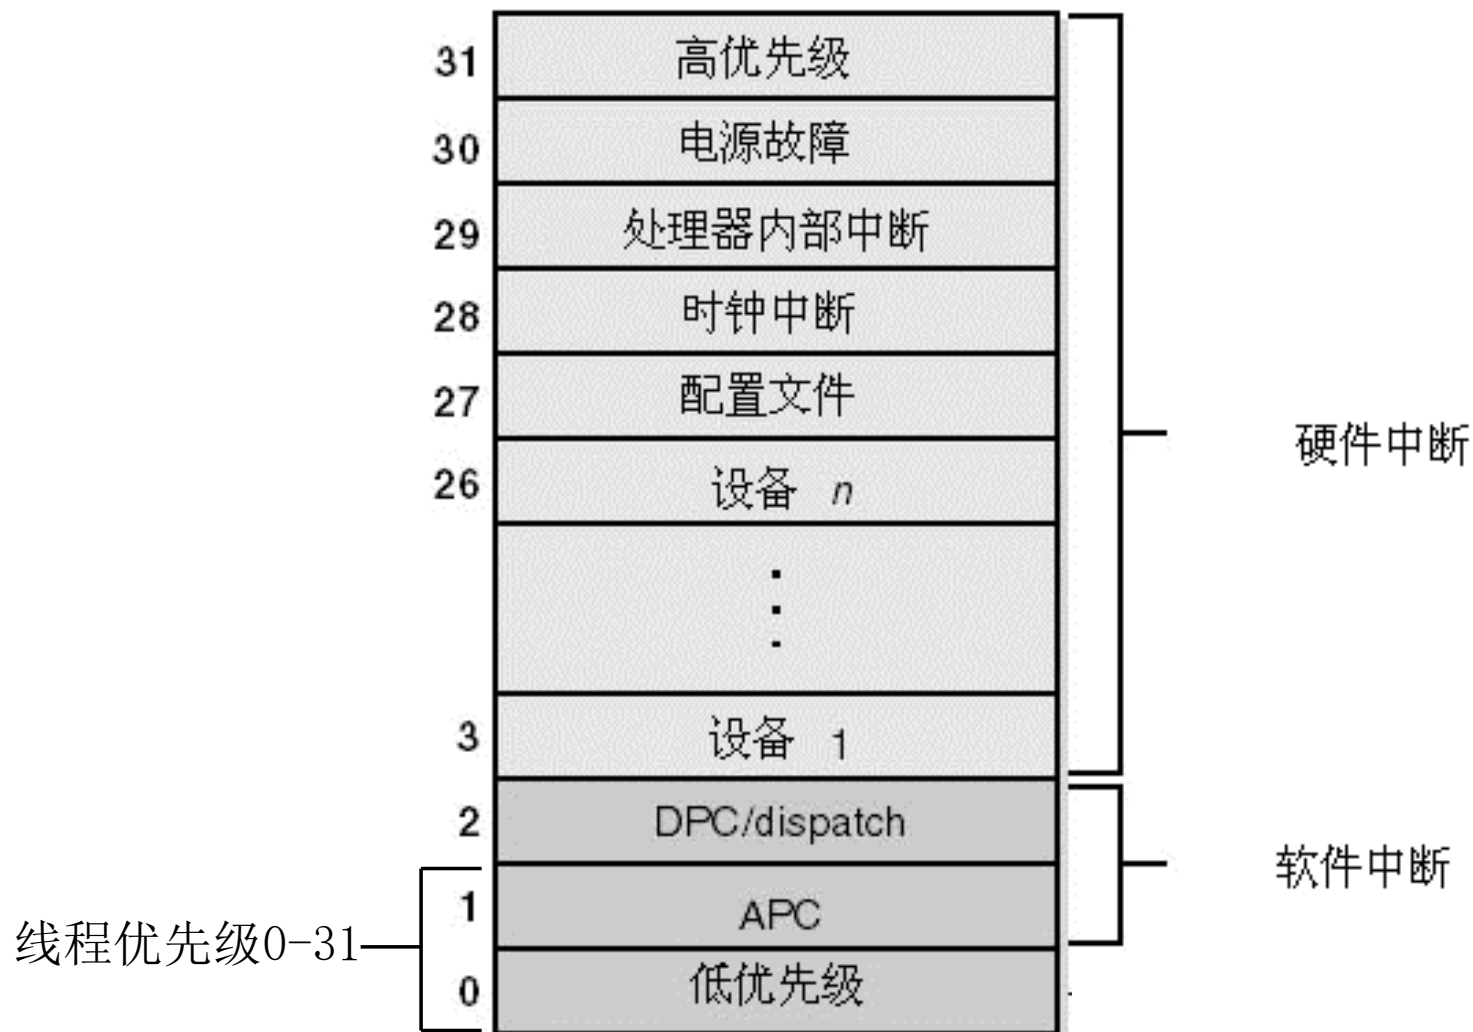 31 高优先级
30 电源故障
29 处理器内部中断
28 时钟中断
27 配置文件
硬件中断
26 设备 n
3 设备 1
2 DPC/dispatch
软件中断
1 APC
线程优先级0-31
0 低优先级